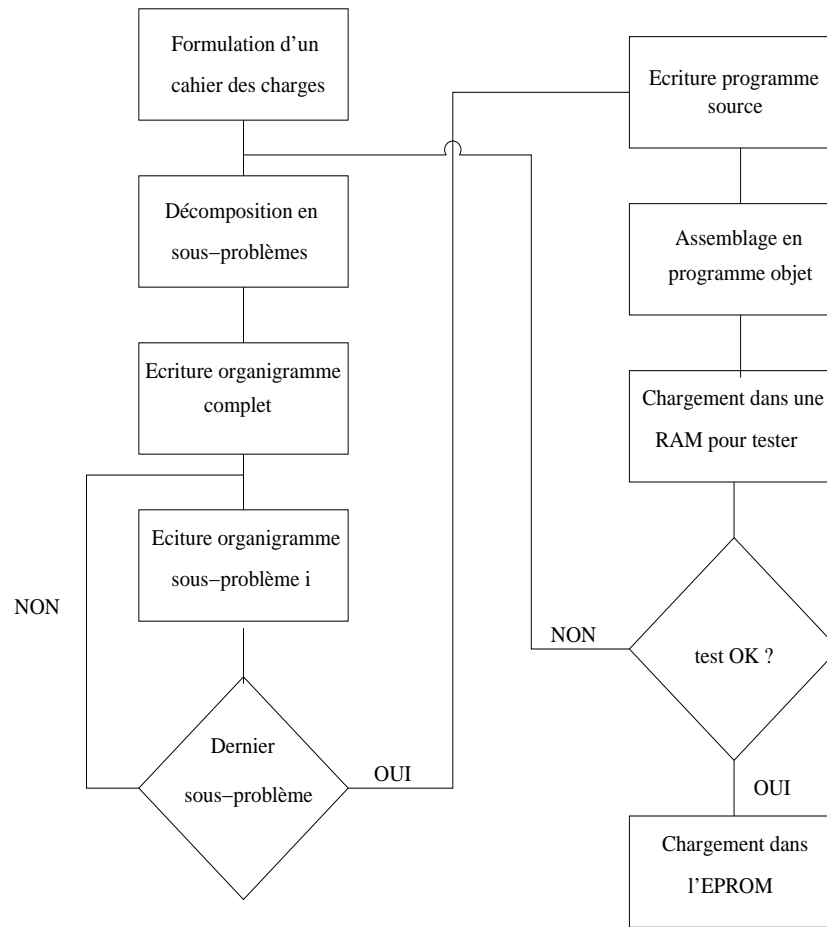 Formulation d’un
cahier des charges
Décomposition en
sous−problèmes
Ecriture organigramme
complet
Eciture organigramme
sous−problème i
NON
Dernier
sous−problème
OUI
Ecriture programme
source
Assemblage en
programme objet
Chargement dans une
RAM pour tester
NON
test OK ?
OUI
Chargement dans
l’EPROM